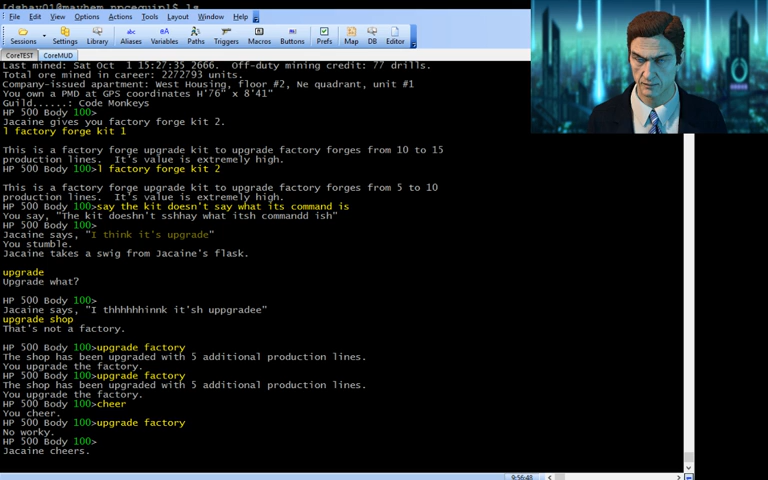 [dshav01@mayhem npcequip]$ ls
File Edit View Options Actions Tools Layout Window Help
Sessions Settings Library Aliases Variables Paths Triggers Macros Buttons Prefs Map DB Editor
CoreTEST CoreMUD
Last mined: Sat Oct 1 15:27:35 2666. Off-duty mining credit: 77 drills.
Total ore mined in career: 2272793 units.
Company-issued apartment: West Housing, floor #2, Ne quadrant, unit #1
You own a PMD at GPS coordinates H'76" x 8'41"
Guild......: Code Monkeys
HP 500 Body 100>
Jacaine gives you factory forge kit 2.
l factory forge kit 1
This is a factory forge upgrade kit to upgrade factory forges from 10 to 15
production lines. It's value is extremely high.
HP 500 Body 100>l factory forge kit 2
This is a factory forge upgrade kit to upgrade factory forges from 5 to 10
production lines. It's value is extremely high.
HP 500 Body 100>say the kit doesn't say what its command is
You say, "The kit doeshn't sshhay what itsh commandd ish"
HP 500 Body 100>
Jacaine says, "I think it's upgrade"
You stumble.
Jacaine takes a swig from Jacaine's flask.
upgrade
Upgrade what?
HP 500 Body 100>
Jacaine says, "I thhhhhhinnk it'sh uppgradee"
upgrade shop
That's not a factory.
HP 500 Body 100>upgrade factory
The shop has been upgraded with 5 additional production lines.
You upgrade the factory.
HP 500 Body 100>upgrade factory
The shop has been upgraded with 5 additional production lines.
You upgrade the factory.
HP 500 Body 100>cheer
You cheer.
HP 500 Body 100>upgrade factory
No worky.
HP 500 Body 100>
Jacaine cheers.
9:56:48